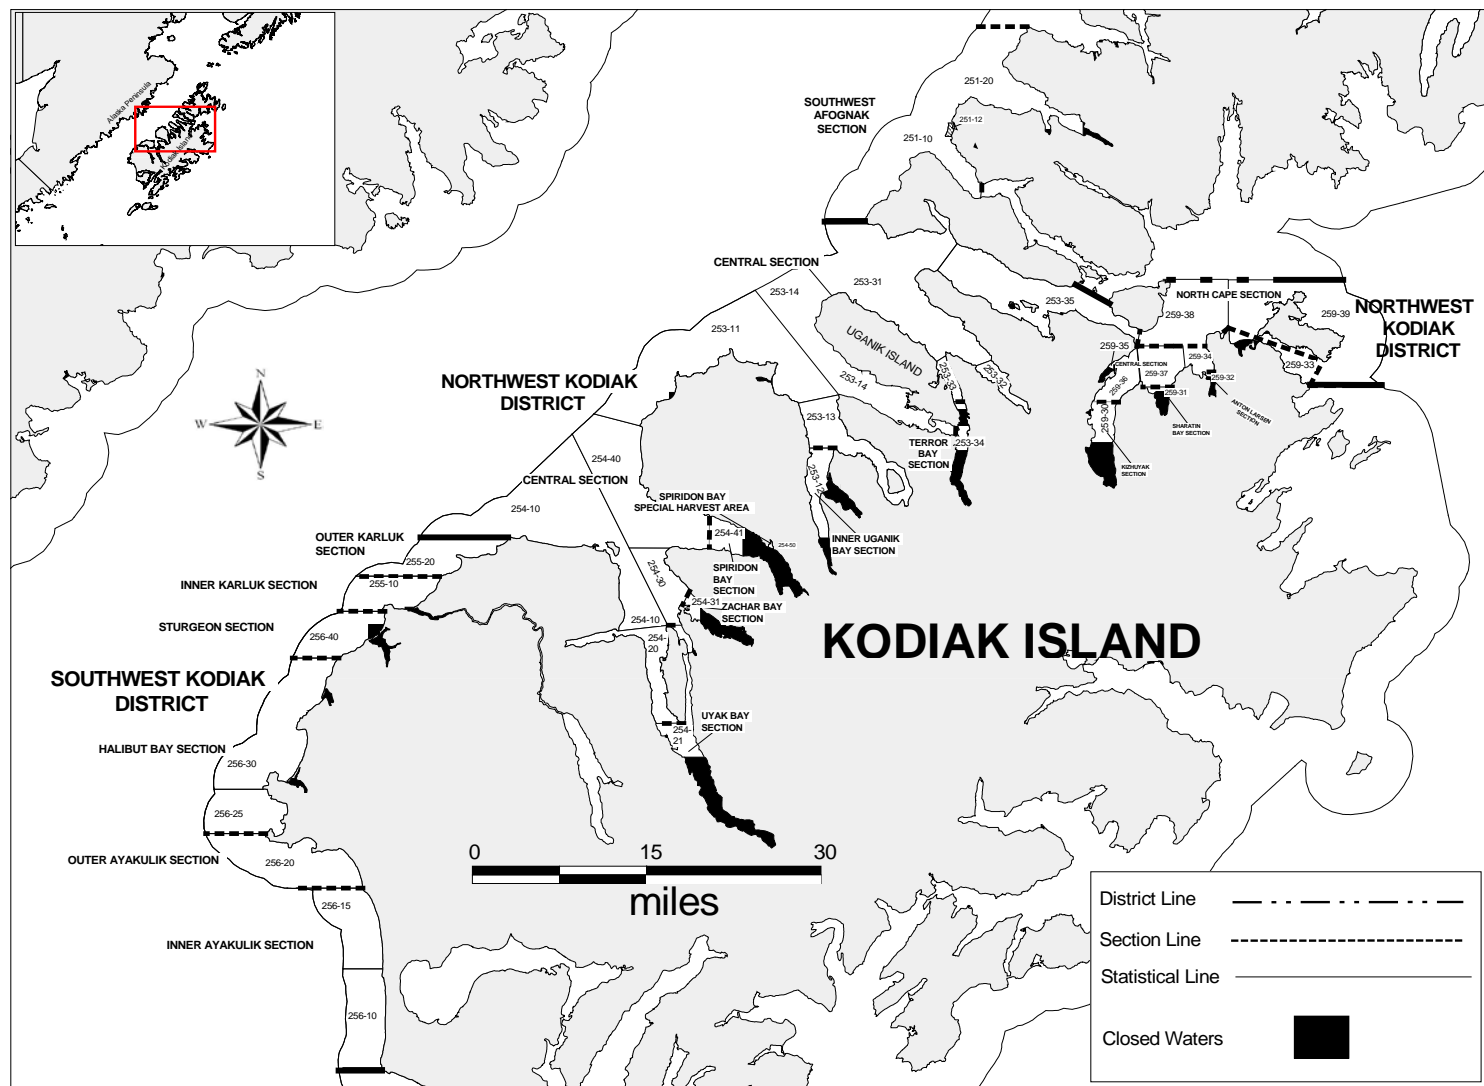 Alaska Peninsula
Kodiak Island
251-20
SOUTHWEST
AFOGNAK
SECTION
251-12
251-10
CENTRAL SECTION
253-31
253-14
253-35
NORTH CAPE SECTION
259-38
259-39
NORTHWEST
KODIAK
DISTRICT
253-11
UGANIK ISLAND
259-35
CENTRAL SECTION
259-37
259-34
259-33
259-36
259-32
259-31
253-33
253-32
253-14
NORTHWEST KODIAK
DISTRICT
N
W
E
S
253-13
259-30
ANTON LARSEN
SECTION
SHARATIN
BAY SECTION
TERROR
BAY
SECTION
253-34
KIZHUYAK
SECTION
254-40
CENTRAL SECTION
253-12
SPIRIDON BAY
SPECIAL HARVEST AREA
254-10
254-41
254-50
INNER UGANIK
BAY SECTION
OUTER KARLUK
SECTION
255-20
SPIRIDON
BAY
SECTION
254-30
INNER KARLUK SECTION
255-10
254-31
ZACHAR BAY
SECTION
STURGEON SECTION
256-40
254-10
254-
20
KODIAK ISLAND
SOUTHWEST KODIAK
DISTRICT
UYAK BAY
SECTION
254-
21
HALIBUT BAY SECTION
256-30
256-25
OUTER AYAKULIK SECTION
256-20
0 15 30
miles
256-15
INNER AYAKULIK SECTION
256-10
District Line
Section Line
Statistical Line
Closed Waters